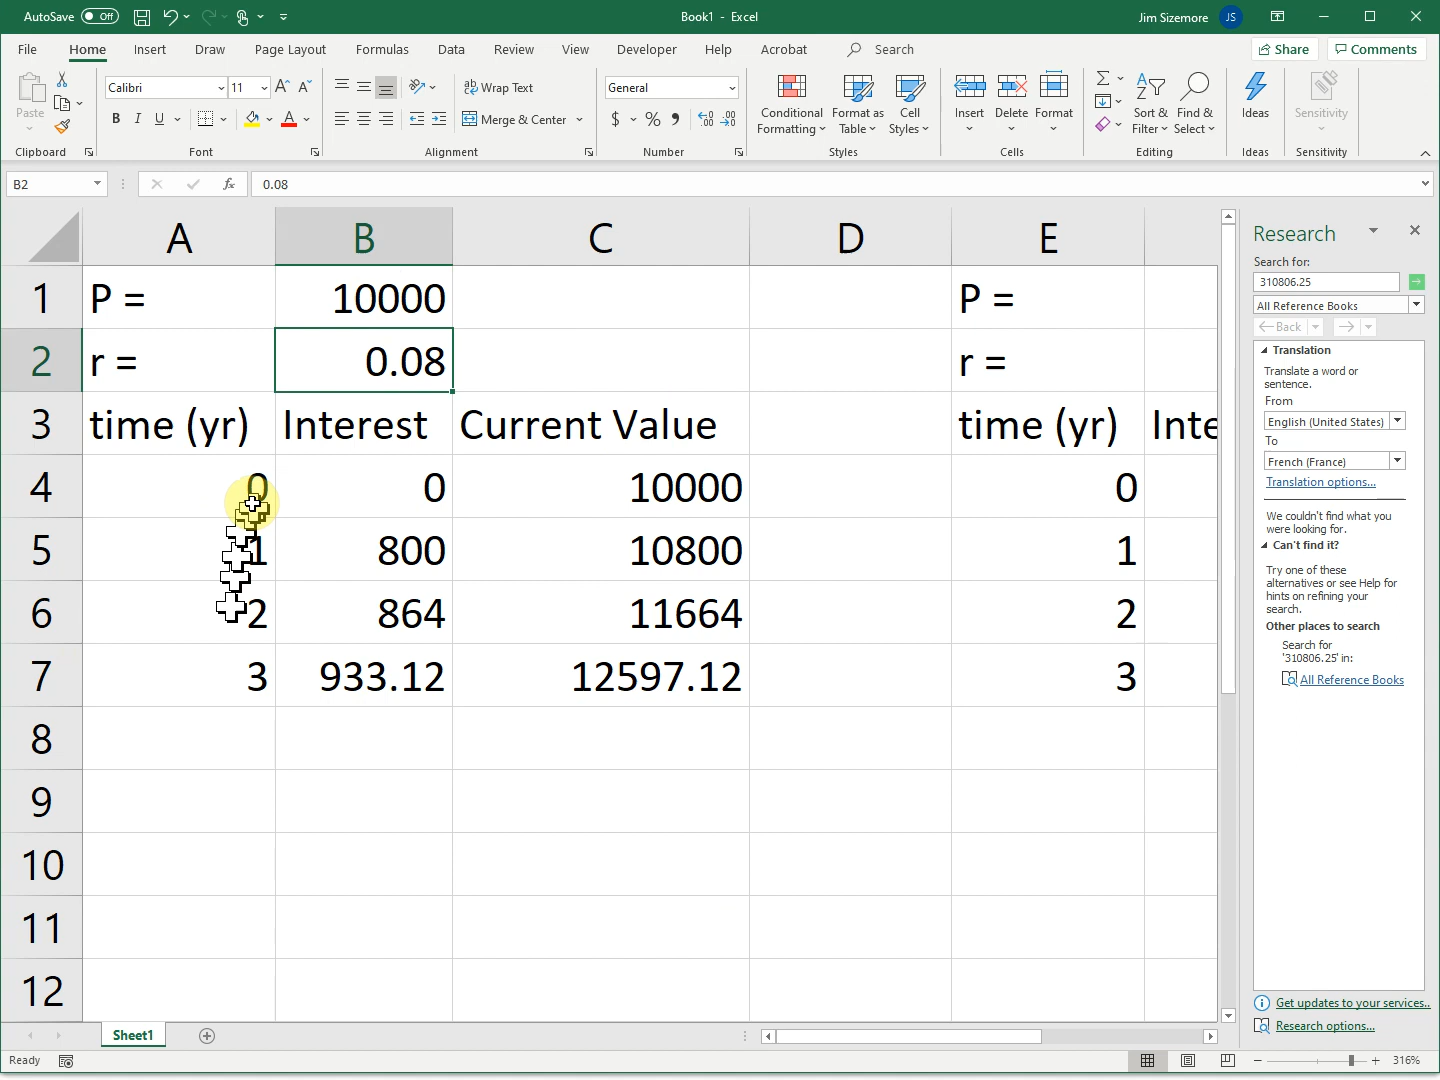 AutoSave Off Book1 - Excel Jim Sizemore JS
File Home Insert Draw Page Layout Formulas Data Review View Developer Help Acrobat Search Share Comments
Calibri 11 Wrap Text General
Paste B I U Merge & Center $ % Conditional Formatting Format as Table Cell Styles Insert Delete Format Sort & Filter Find & Select Ideas Sensitivity
Clipboard Font Alignment Number Styles Cells Editing Ideas Sensitivity
B2 fx 0.08
A B C D E
1 P = 10000 P =
2 r = 0.08 r =
3 time (yr) Interest Current Value time (yr) Inte
4 0 0 10000 0
5 1 800 10800 1
6 2 864 11664 2
7 3 933.12 12597.12 3
8
9
10
11
12
Research
Search for:
310806.25
All Reference Books
Back
Translation
Translate a word or
sentence.
From
English (United States)
To
French (France)
Translation options...
We couldn't find what you
were looking for.
Can't find it?
Try one of these
alternatives or see Help for
hints on refining your
search.
Other places to search
Search for
'310806.25' in:
All Reference Books
Get updates to your services..
Research options...
Sheet1
Ready 316%